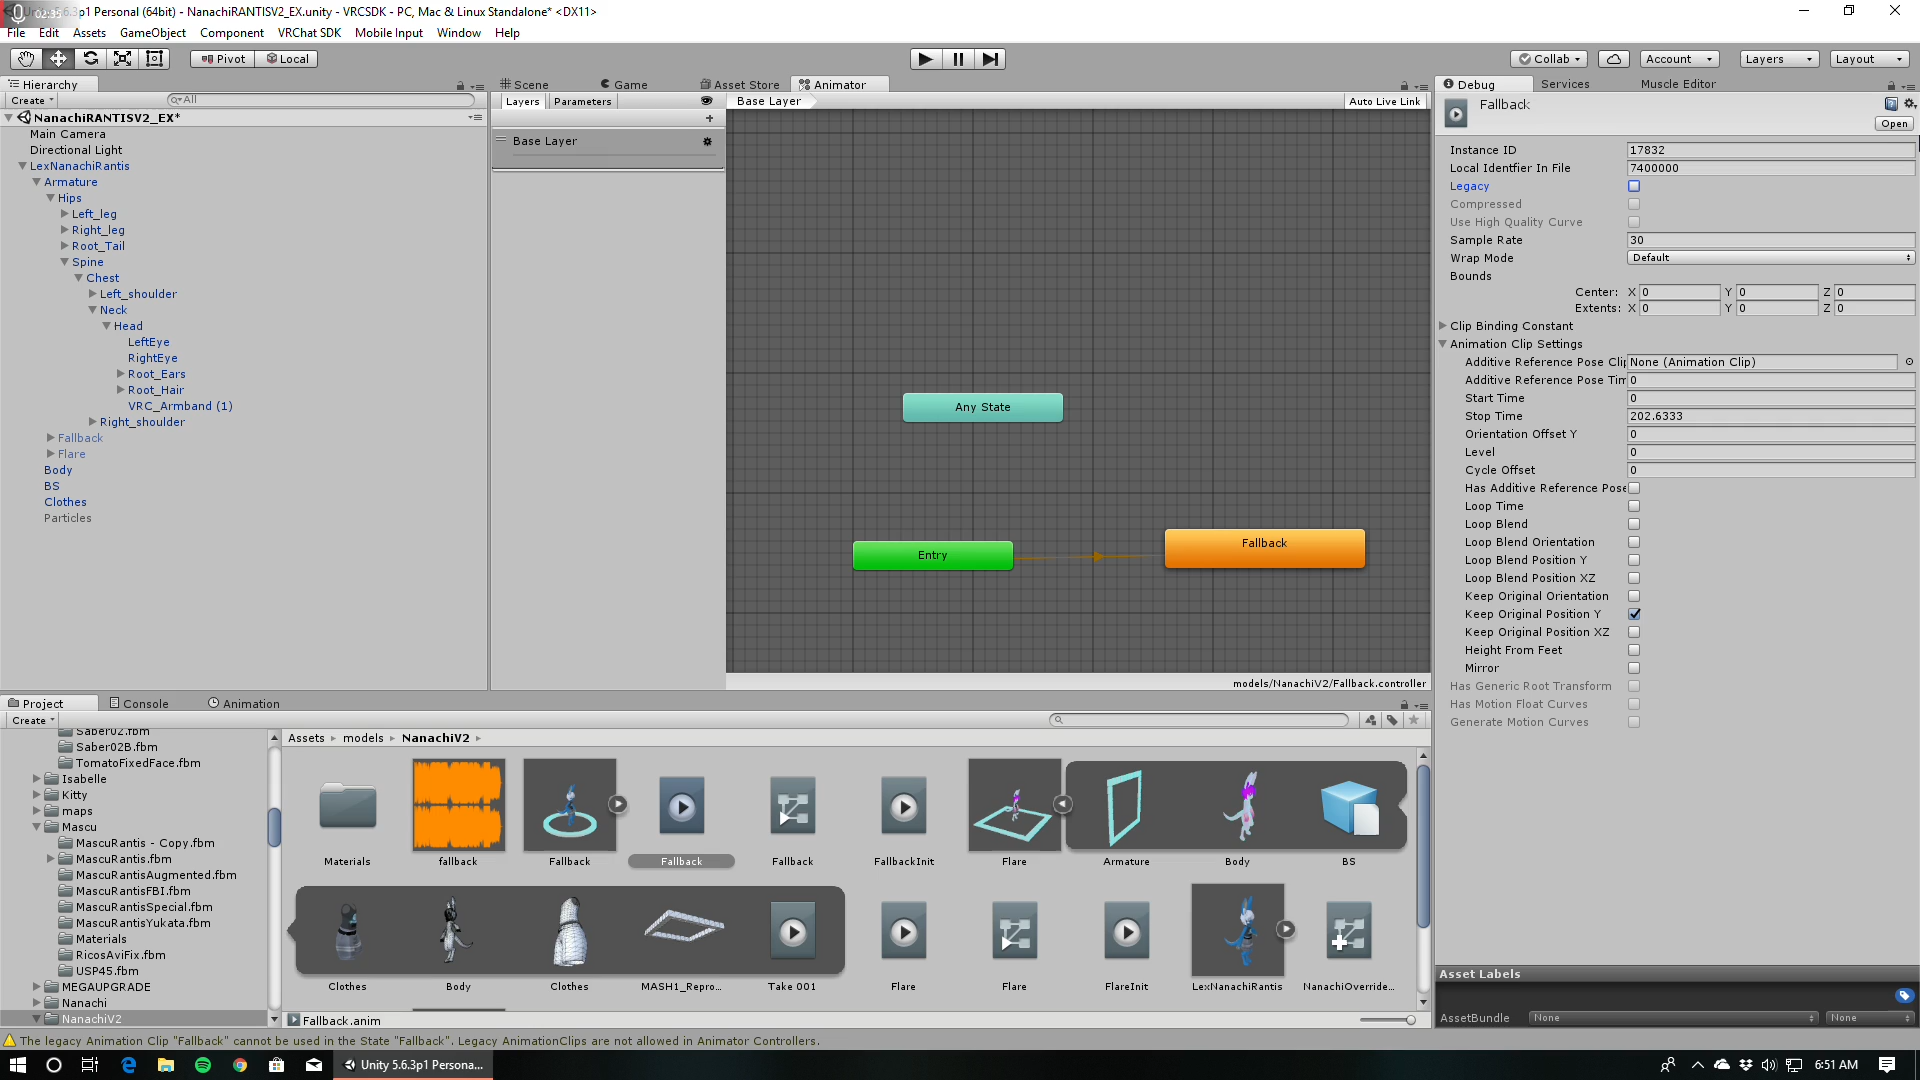 02:35
5.6.3p1 Personal (64bit) - NanachiRANTISV2_EX.unity - VRCSDK - PC, Mac & Linux Standalone* <DX11>
File Edit Assets GameObject Component VRChat SDK Mobile Input Window Help
Pivot Local
Collab Account Layers Layout
Hierarchy
Create All
NanachiRANTISV2_EX*
Main Camera
Directional Light
LexNanachiRantis
Armature
Hips
Left_leg
Right_leg
Root_Tail
Spine
Chest
Left_shoulder
Neck
Head
LeftEye
RightEye
Root_Ears
Root_Hair
VRC_Armband (1)
Right_shoulder
Fallback
Flare
Body
BS
Clothes
Particles
Scene Game Asset Store Animator
Layers Parameters Base Layer Auto Live Link
Base Layer
Any State
Entry
Fallback
models/NanachiV2/Fallback.controller
Debug Services Muscle Editor
Fallback
Open
Instance ID 17832
Local Identfier In File 7400000
Legacy
Compressed
Use High Quality Curve
Sample Rate 30
Wrap Mode Default
Bounds
Center: X 0 Y 0 Z 0
Extents: X 0 Y 0 Z 0
Clip Binding Constant
Animation Clip Settings
Additive Reference Pose Clip None (Animation Clip)
Additive Reference Pose Tim 0
Start Time 0
Stop Time 202.6333
Orientation Offset Y 0
Level 0
Cycle Offset 0
Has Additive Reference Pose
Loop Time
Loop Blend
Loop Blend Orientation
Loop Blend Position Y
Loop Blend Position XZ
Keep Original Orientation
Keep Original Position Y
Keep Original Position XZ
Height From Feet
Mirror
Has Generic Root Transform
Has Motion Float Curves
Generate Motion Curves
Asset Labels
AssetBundle None None
Project Console Animation
Create
Saber02.fbm
Saber02B.fbm
TomatoFixedFace.fbm
Isabelle
Kitty
maps
Mascu
MascuRantis - Copy.fbm
MascuRantis.fbm
MascuRantisAugmented.fbm
MascuRantisFBI.fbm
MascuRantisSpecial.fbm
MascuRantisYukata.fbm
Materials
RicosAviFix.fbm
USP45.fbm
MEGAUPGRADE
Nanachi
NanachiV2
Assets models NanachiV2
Materials fallback Fallback Fallback Fallback FallbackInit Flare Armature Body BS
Clothes Body Clothes MASH1_Repro... Take 001 Flare Flare FlareInit LexNanachiRantis NanachiOverride...
Fallback.anim
The legacy Animation Clip "Fallback" cannot be used in the State "Fallback". Legacy AnimationClips are not allowed in Animator Controllers.
Unity 5.6.3p1 Persona...
6:51 AM